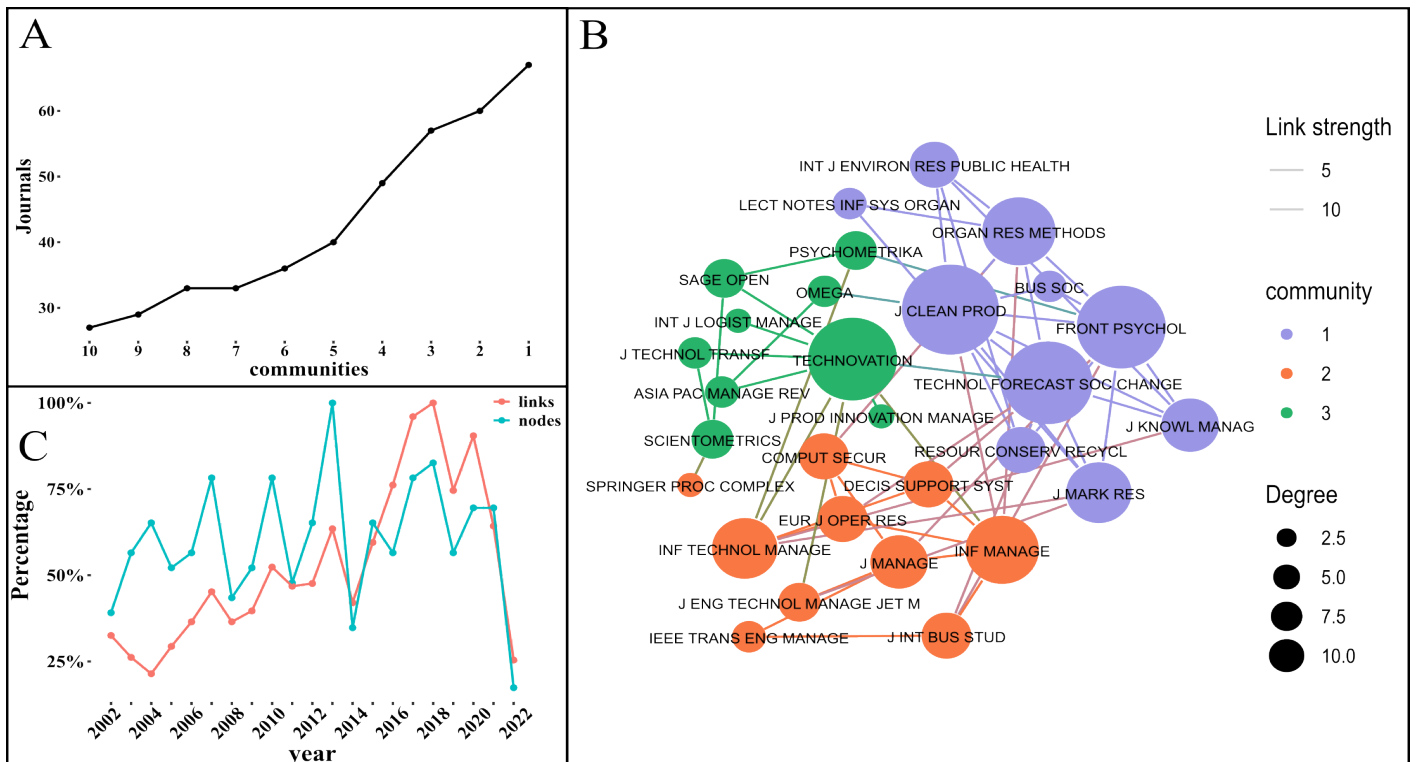 A
60
50
40
30
Journals
10 9 8 7 6 5 4 3 2 1
communities
C
100%
75%
50%
25%
Percentage
links
nodes
2002 2004 2006 2008 2010 2012 2014 2016 2018 2020 2022
year
B
INT J ENVIRON RES PUBLIC HEALTH
LECT NOTES INF SYS ORGAN
ORGAN RES METHODS
PSYCHOMETRIKA
SAGE OPEN
OMEGA
BUS SOC
J CLEAN PROD
INT J LOGIST MANAGE
FRONT PSYCHOL
J TECHNOL TRANSF
TECHNOVATION
TECHNOL FORECAST SOC CHANGE
ASIA PAC MANAGE REV
J PROD INNOVATION MANAGE
J KNOWL MANAG
SCIENTOMETRICS
RESOUR CONSERV RECYCL
COMPUT SECUR
SPRINGER PROC COMPLEX
DECIS SUPPORT SYST
J MARK RES
EUR J OPER RES
INF TECHNOL MANAGE
INF MANAGE
J MANAGE
J ENG TECHNOL MANAGE JET M
IEEE TRANS ENG MANAGE
J INT BUS STUD
Link strength
5
10
community
1
2
3
Degree
2.5
5.0
7.5
10.0